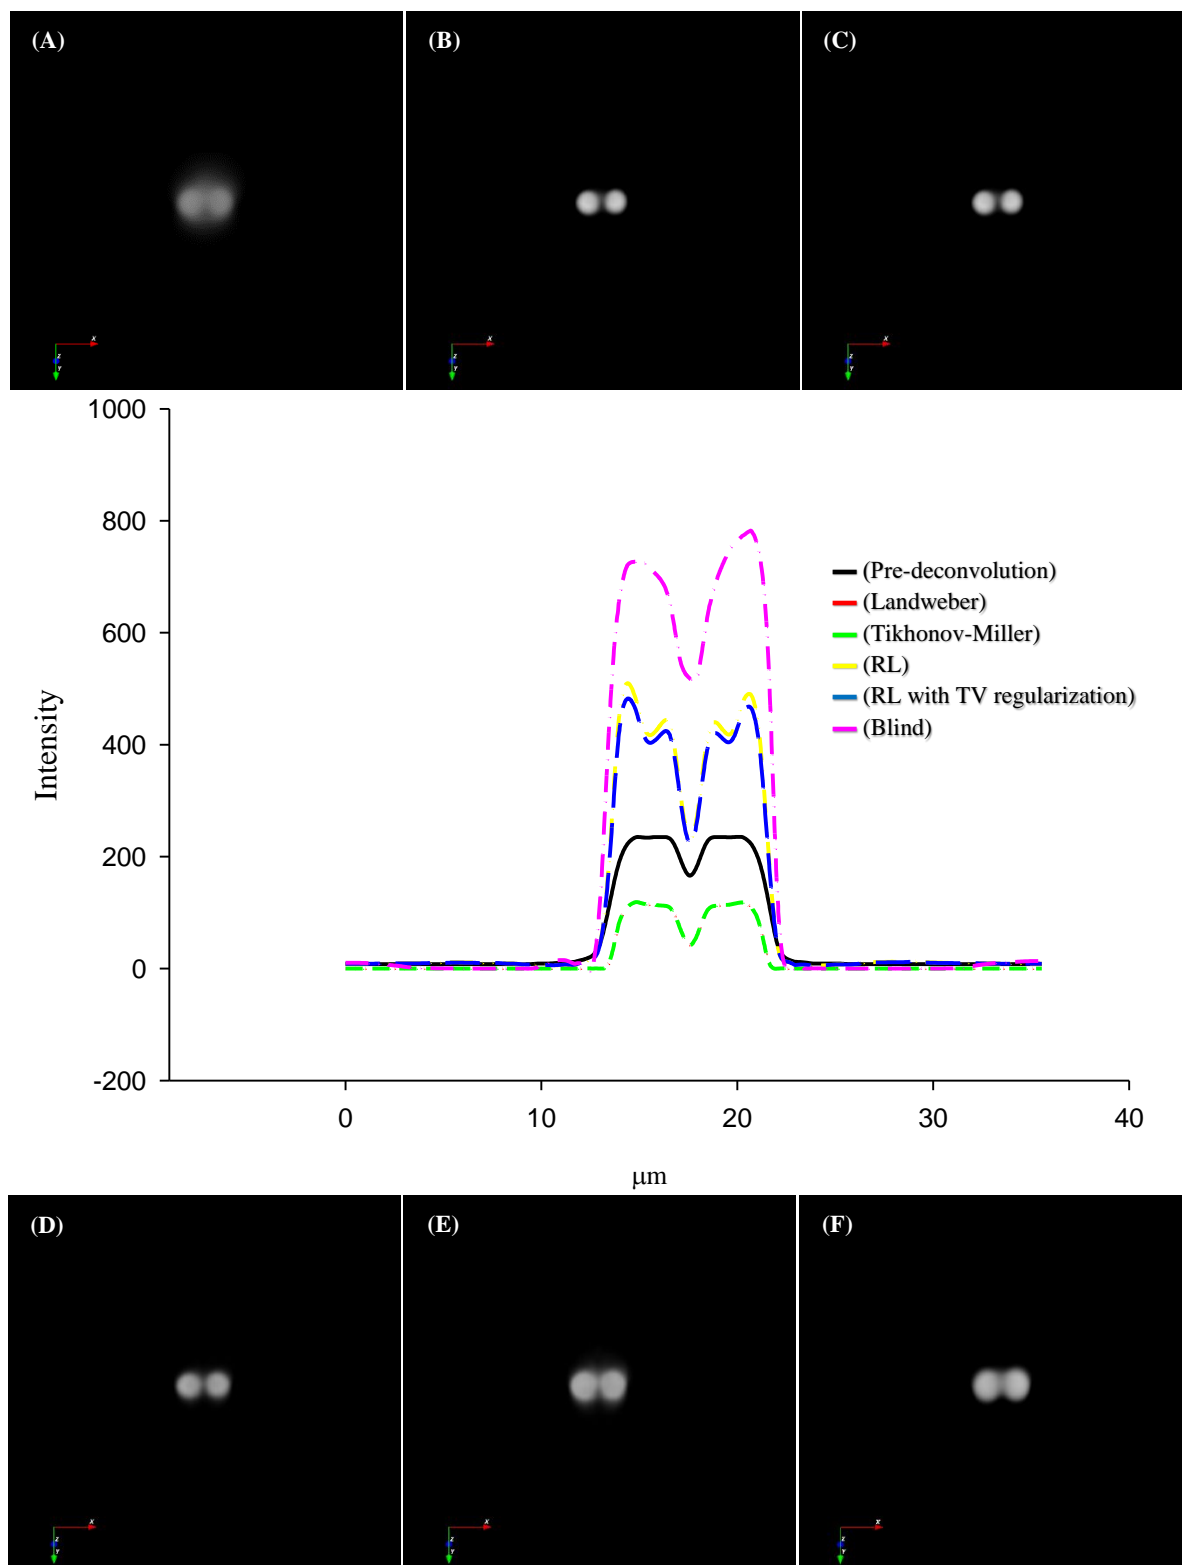 (A) (B) (C)
X X X
Z Z Z
Y Y Y
1000
800
600
400
200
0
-200
Intensity
0 10 20 30 40
μm
(Pre-deconvolution)
(Landweber)
(Tikhonov-Miller)
(RL)
(RL with TV regularization)
(Blind)
(D) (E) (F)
X X X
Z Z Z
Y Y Y